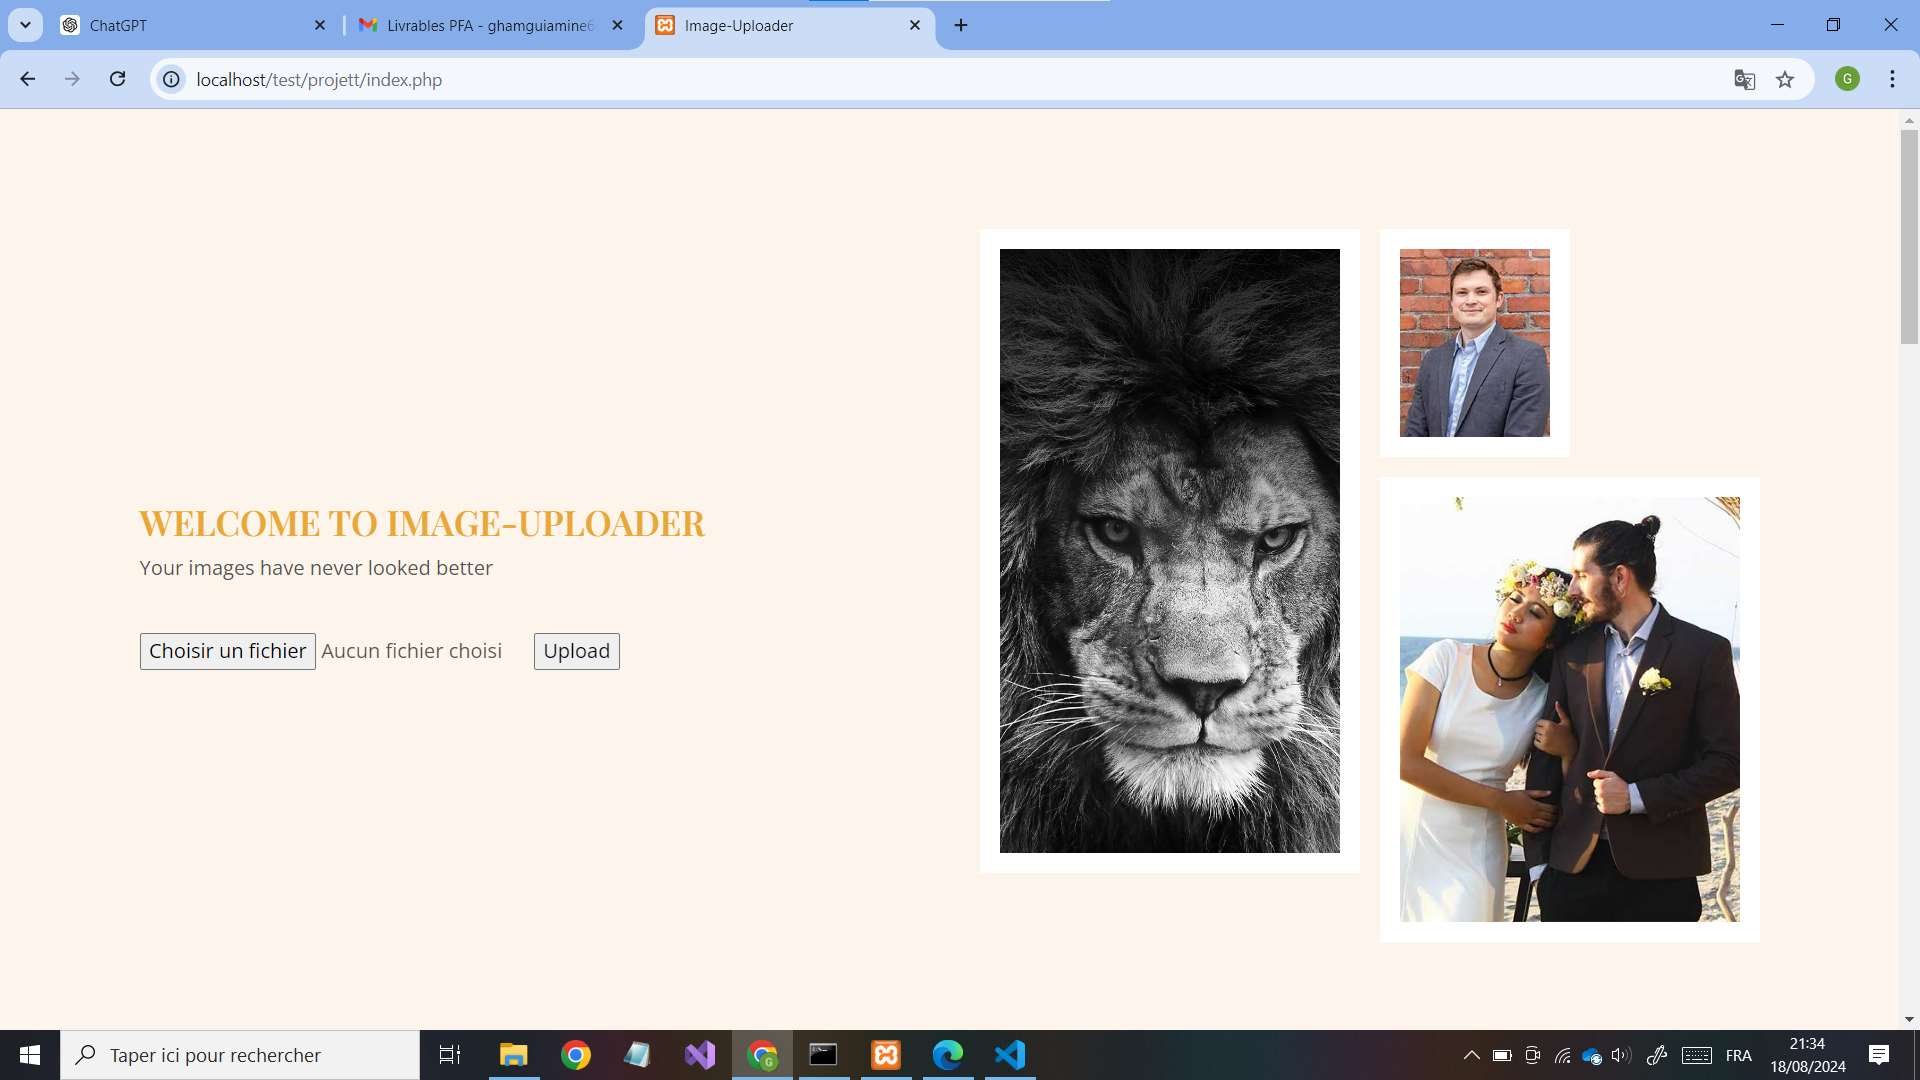 ChatGPT
Livrables PFA - ghamguiamine6
Image-Uploader
localhost/test/projett/index.php
G
WELCOME TO IMAGE-UPLOADER
Your images have never looked better
Choisir un fichier Aucun fichier choisi Upload
Taper ici pour rechercher
G
FRA
21:34
18/08/2024